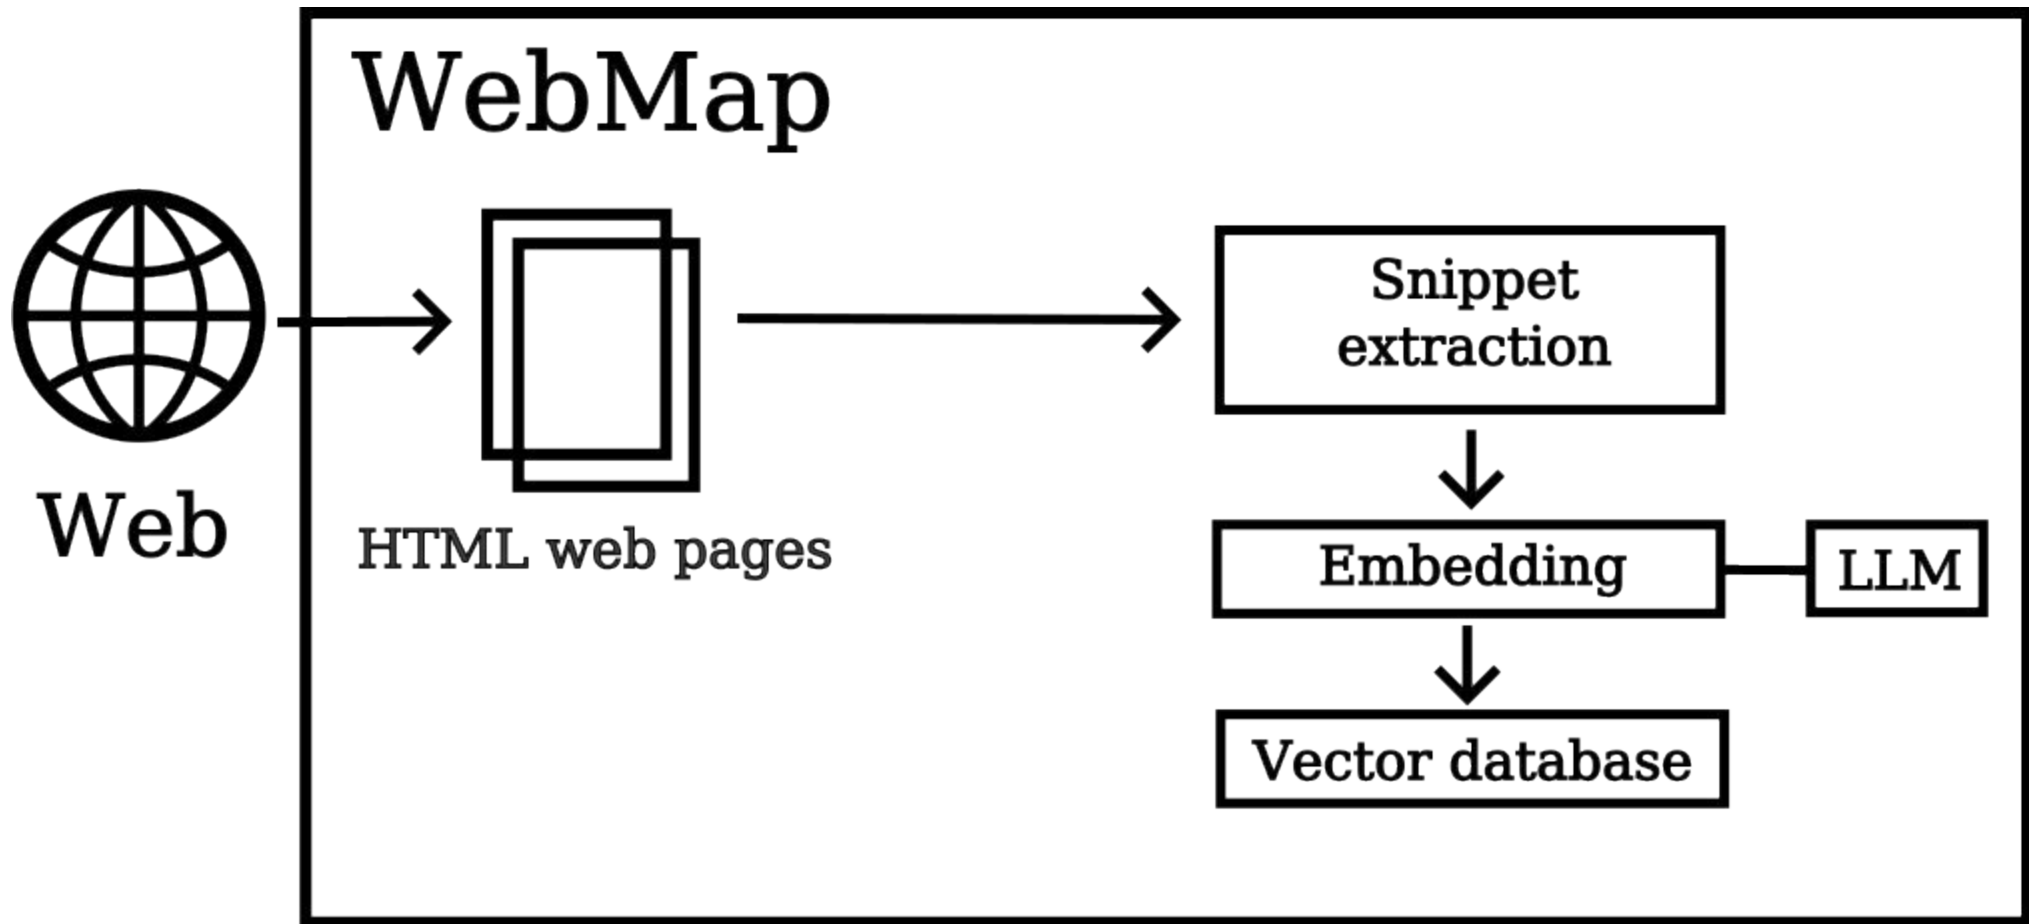 WebMap
Web
HTML web pages
Snippet
extraction
Embedding
LLM
Vector database